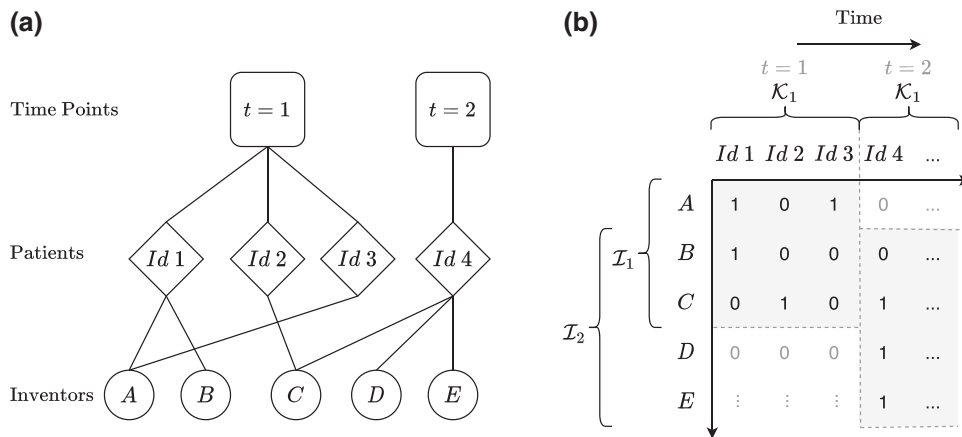 (a)
Time Points
t = 1
t = 2
Patients
Id 1
Id 2
Id 3
Id 4
Inventors
A
B
C
D
E
(b)
Time
t = 1
t = 2
𝒦₁
𝒦₁
Id 1 Id 2 Id 3 Id 4 ...
A 1 0 1 0 ...
B 1 0 0 0 ...
C 0 1 0 1 ...
D 0 0 0 1 ...
E ⋮ ⋮ ⋮ 1 ...
ℐ₁
ℐ₂